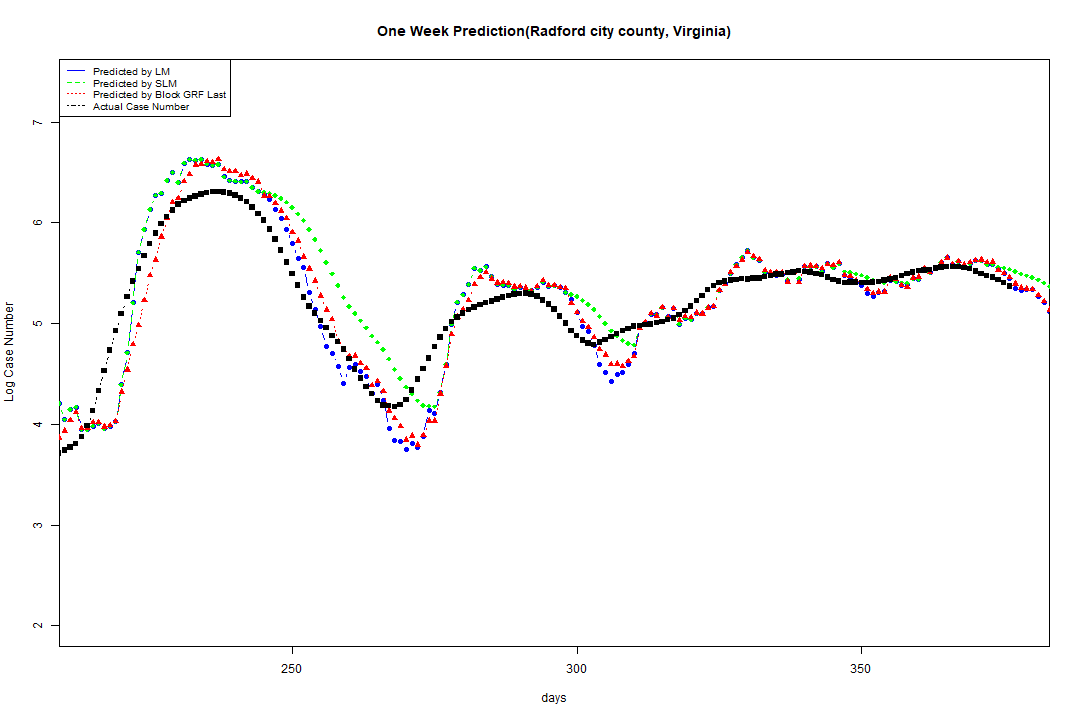 One Week Prediction(Radford city county, Virginia)
Predicted by LM
Predicted by SLM
Predicted by Block GRF Last
Actual Case Number
7
6
5
4
3
2
Log Case Number
250
300
350
days